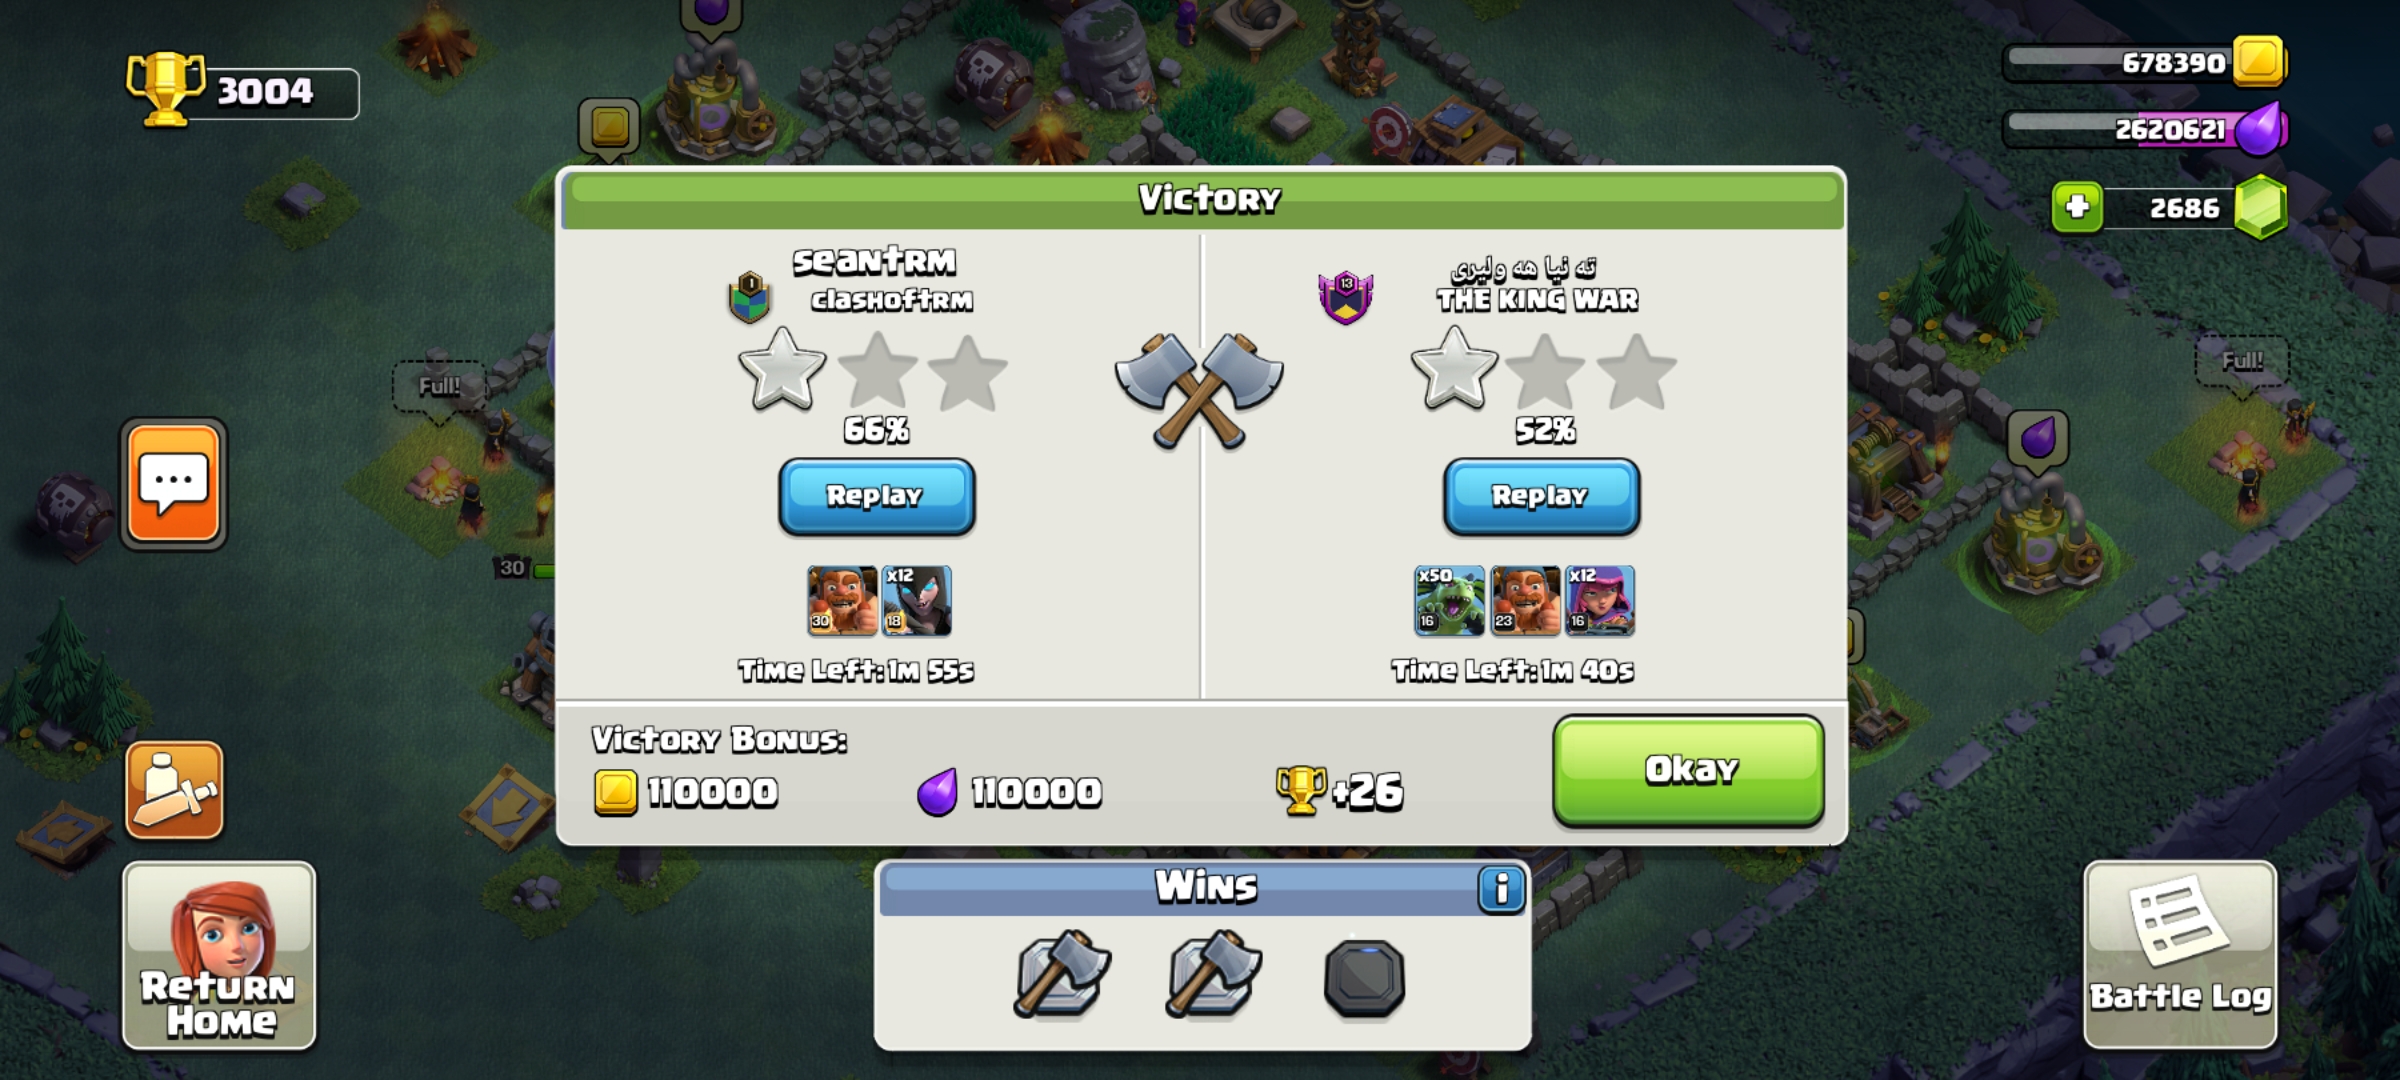 3004
678390
2620621
2686
Victory
seantRM
clashoftRM
1
13
ته نیا هه ولیری
THE KING WAR
66%
52%
Replay
Replay
Full!
Full!
30
30
x12
18
x50
16
23
x12
16
Time Left: 1m 55s
Time Left: 1m 40s
Victory Bonus:
110000
110000
+26
Okay
Wins
i
Return Home
Battle Log